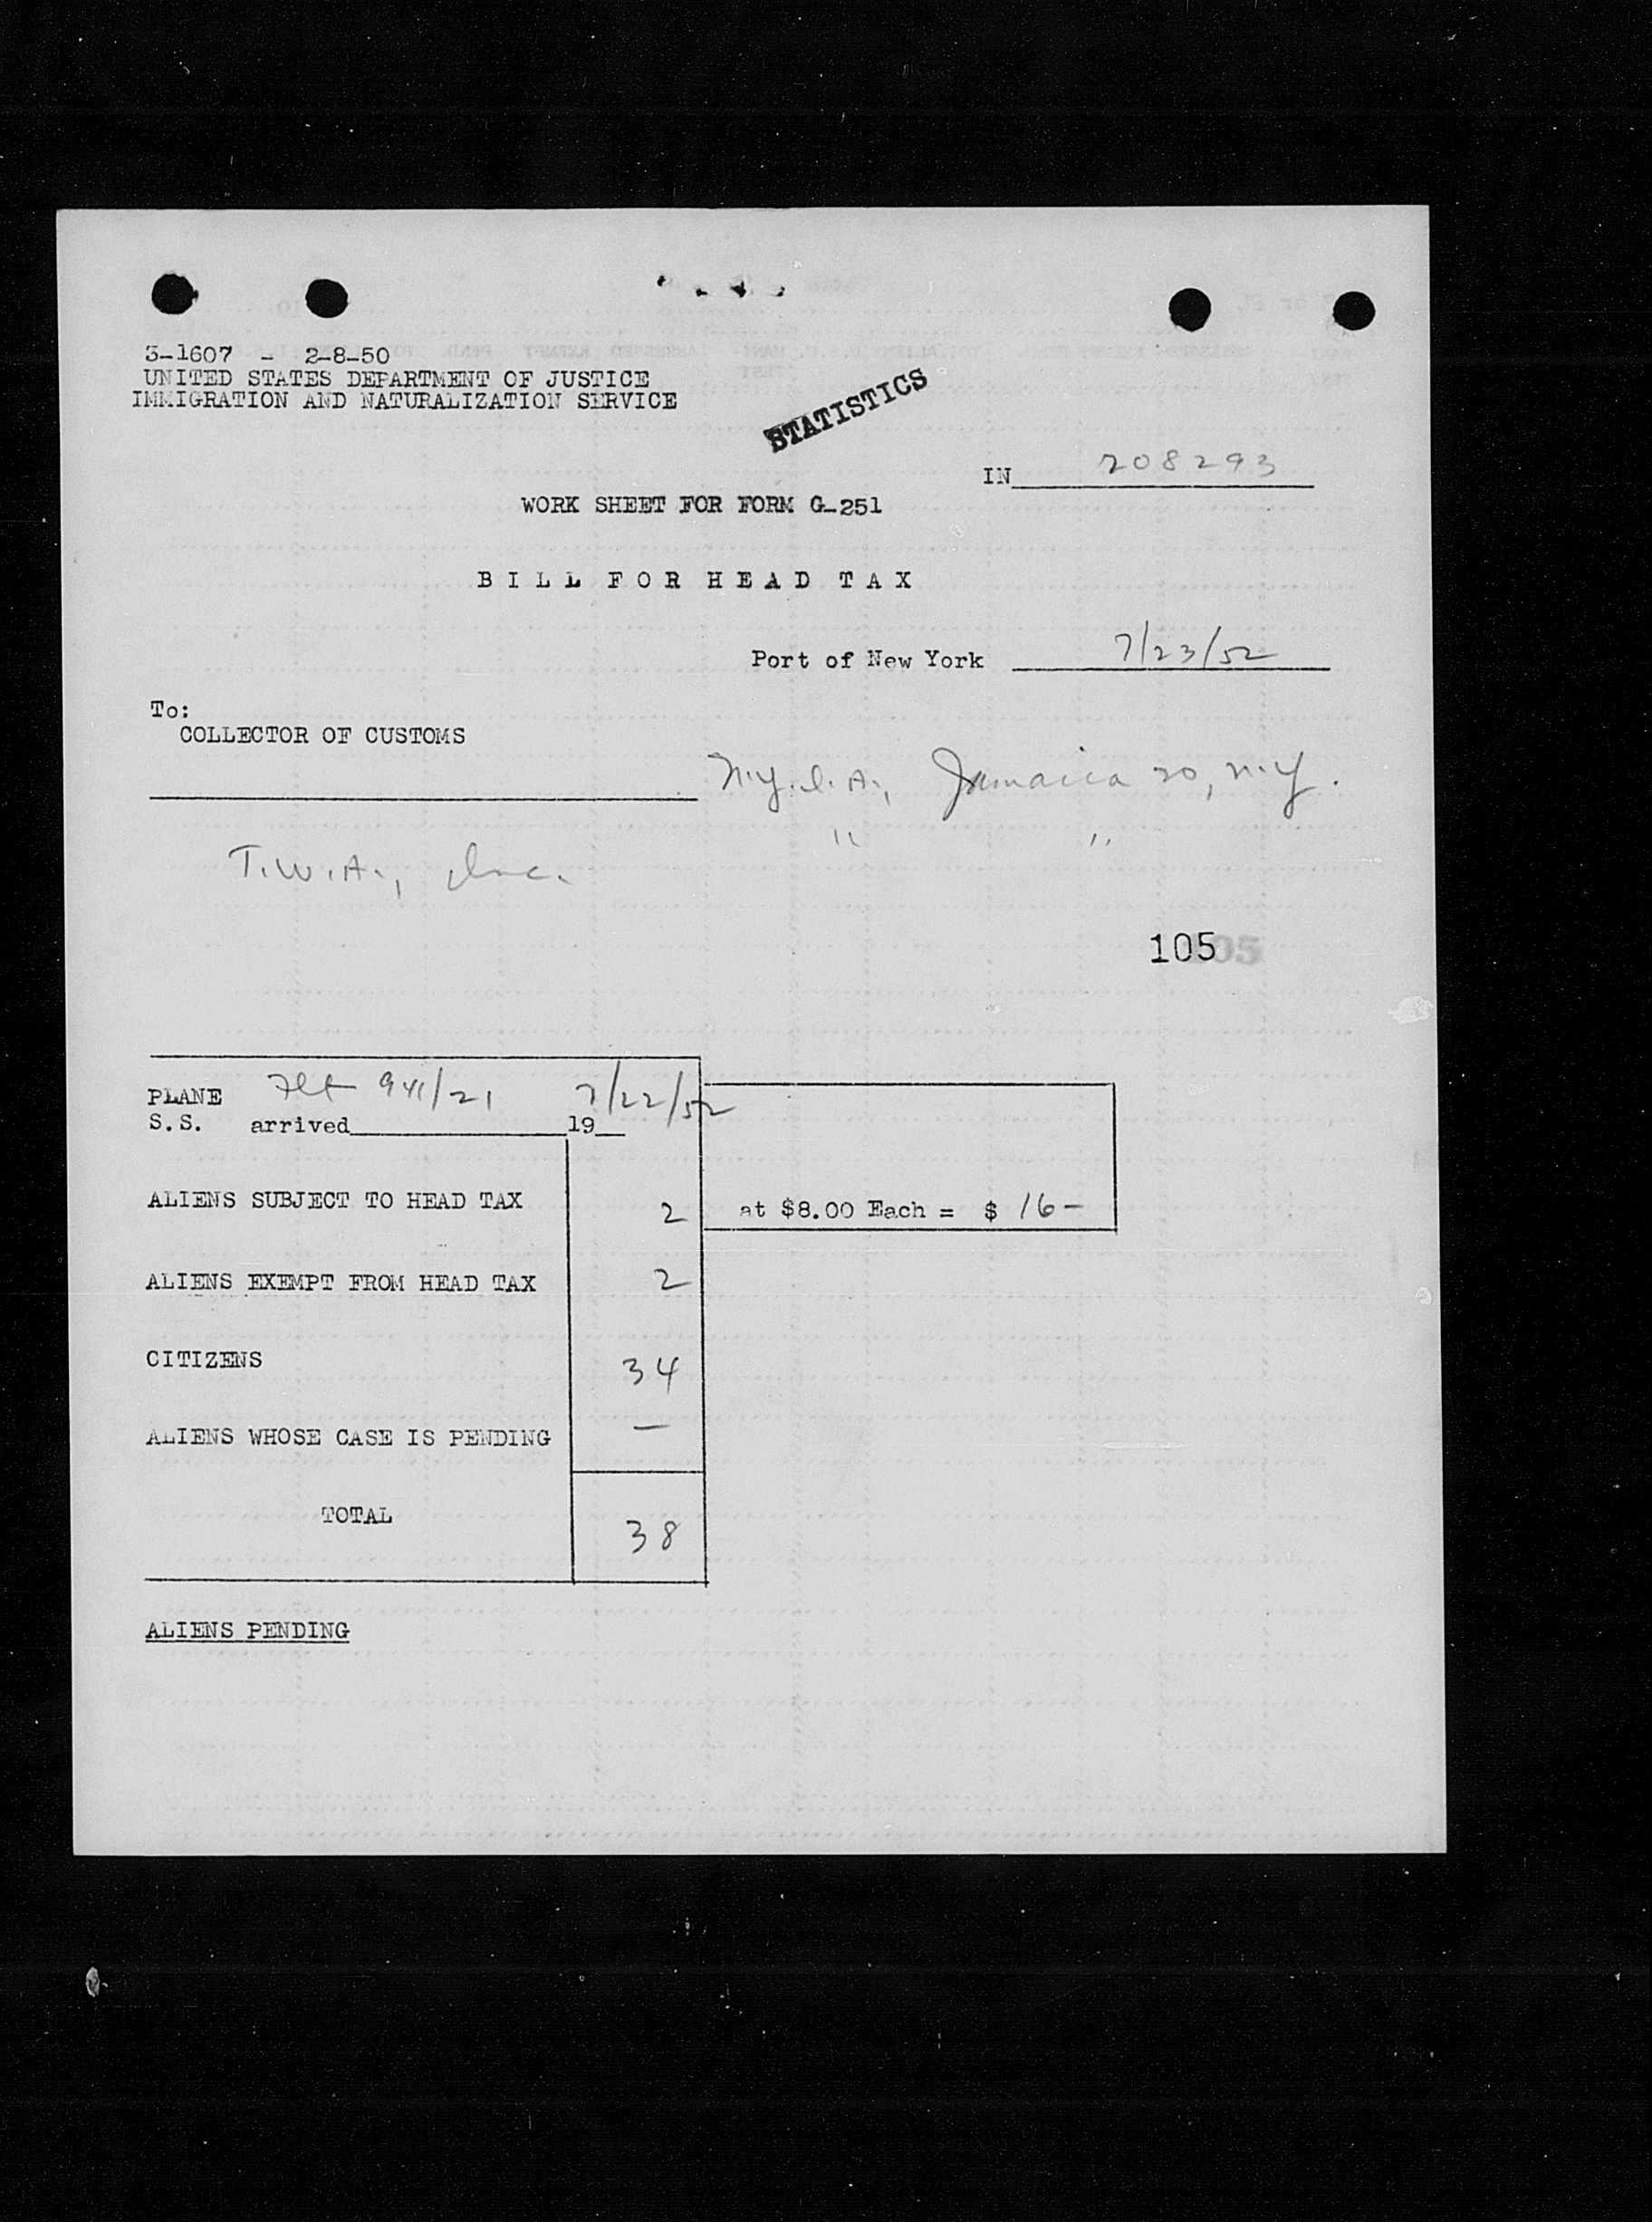 3-1607 - 2-8-50
UNITED STATES DEPARTMENT OF JUSTICE
IMMIGRATION AND NATURALIZATION SERVICE
STATISTICS
IN 208293
WORK SHEET FOR FORM G-251
BILL FOR HEAD TAX
Port of New York 7/23/52
To:
COLLECTOR OF CUSTOMS
N.Y.I.A., Jamaica 20, N.Y.
" "
T.W.A., Inc.
105
PLANE Flt 941/21 7/22/52
S.S. arrived 19
ALIENS SUBJECT TO HEAD TAX 2 at $8.00 Each = $ 16-
ALIENS EXEMPT FROM HEAD TAX 2
CITIZENS 34
ALIENS WHOSE CASE IS PENDING —
TOTAL 38
ALIENS PENDING